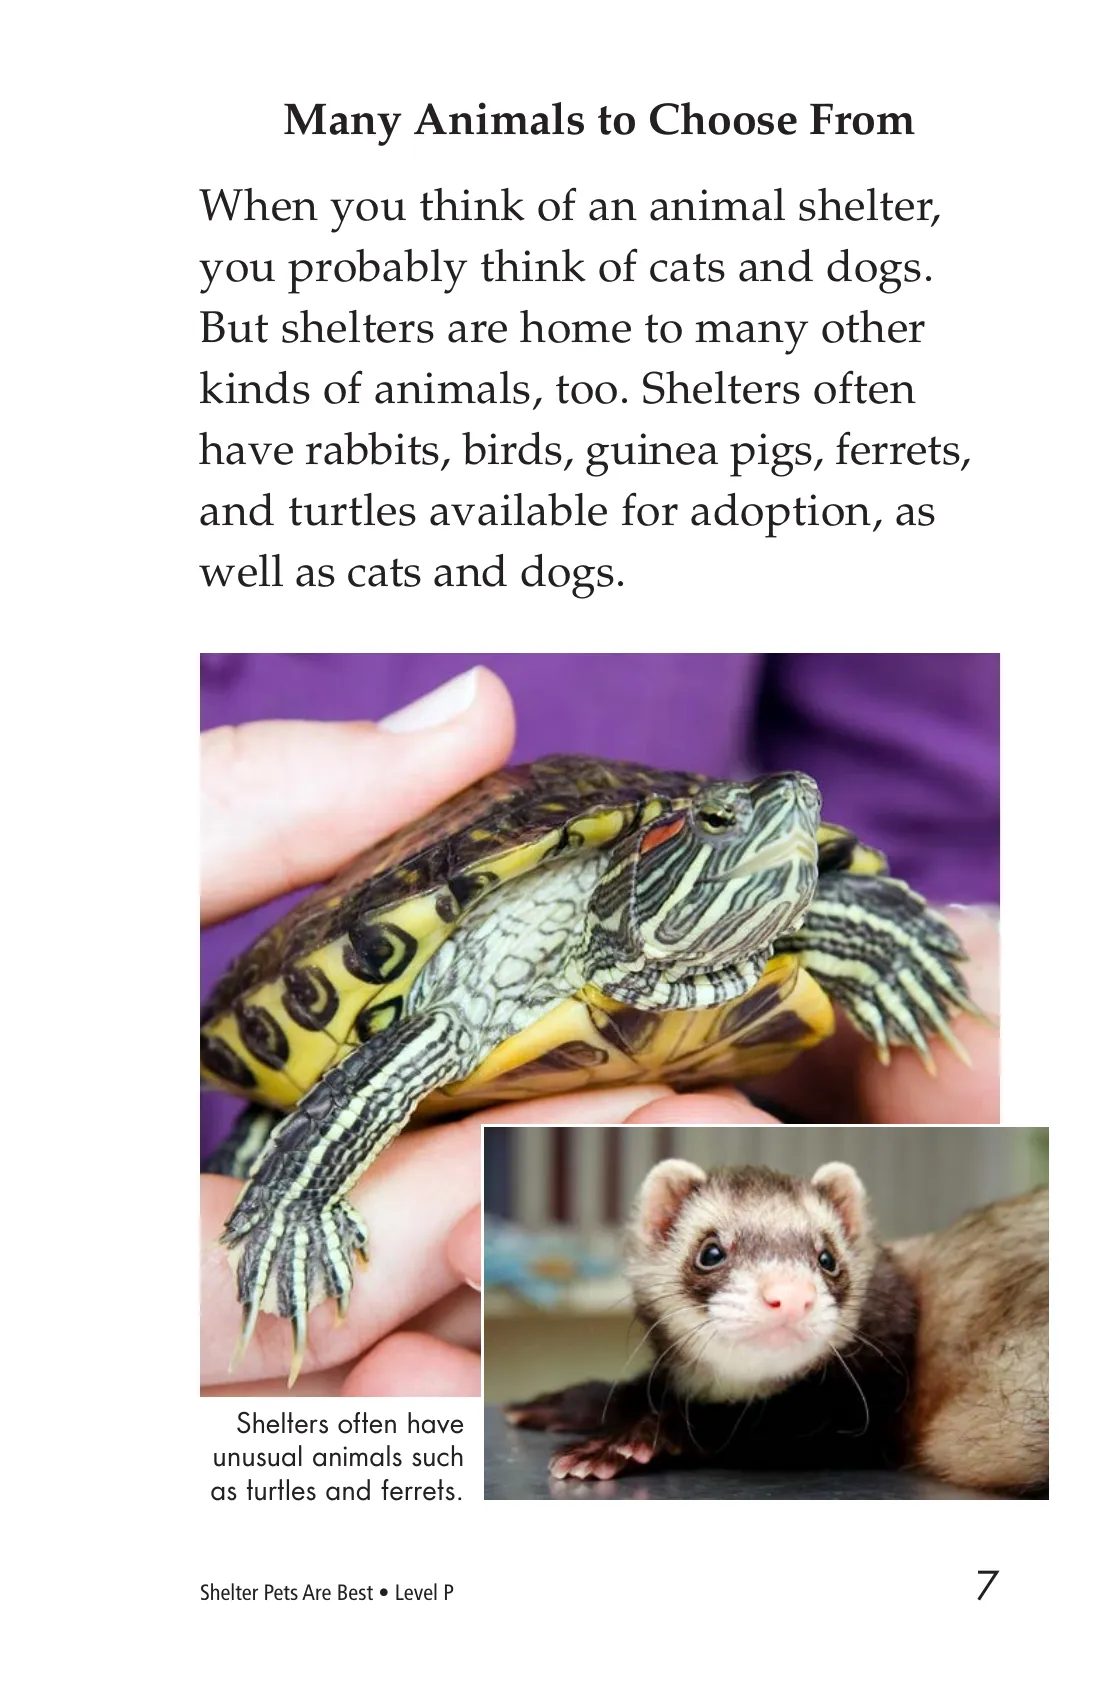 Many Animals to Choose From
When you think of an animal shelter,
you probably think of cats and dogs.
But shelters are home to many other
kinds of animals, too. Shelters often
have rabbits, birds, guinea pigs, ferrets,
and turtles available for adoption, as
well as cats and dogs.
Shelters often have
unusual animals such
as turtles and ferrets.
Shelter Pets Are Best • Level P
7